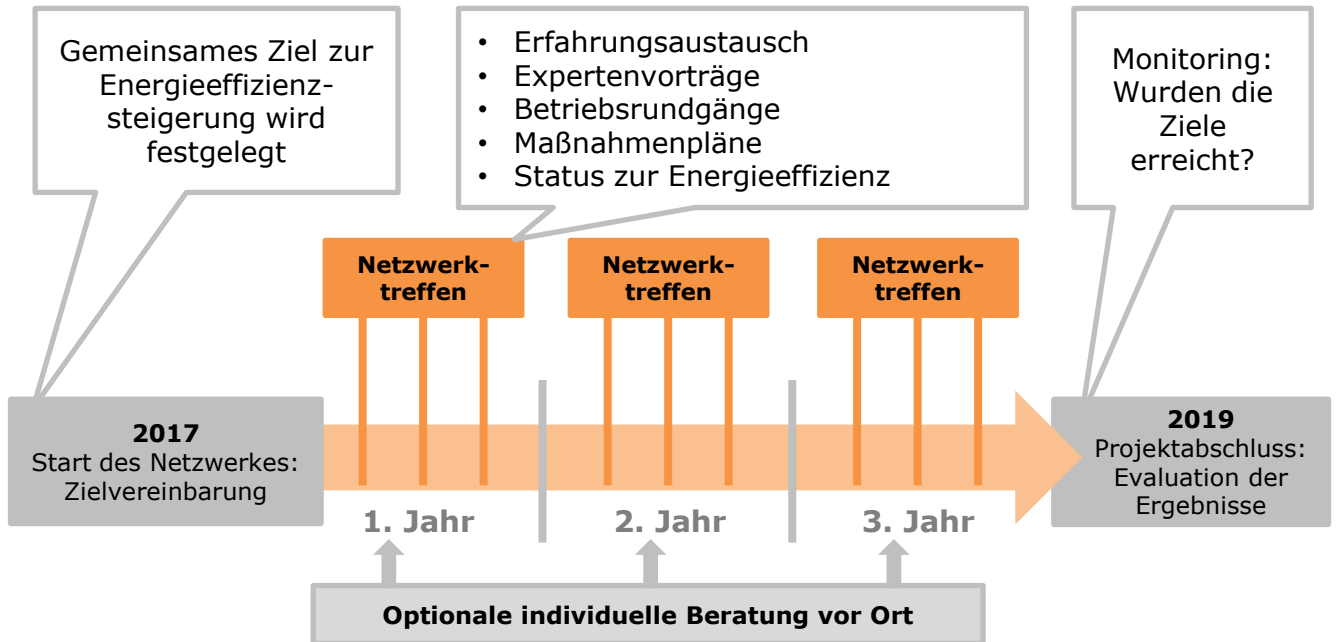 Gemeinsames Ziel zur
Energieeffizienz-
steigerung wird
festgelegt
• Erfahrungsaustausch
• Expertenvorträge
• Betriebsrundgänge
• Maßnahmenpläne
• Status zur Energieeffizienz
Monitoring:
Wurden die
Ziele
erreicht?
Netzwerk-
treffen
Netzwerk-
treffen
Netzwerk-
treffen
2017
Start des Netzwerkes:
Zielvereinbarung
2019
Projektabschluss:
Evaluation der
Ergebnisse
1. Jahr
2. Jahr
3. Jahr
Optionale individuelle Beratung vor Ort